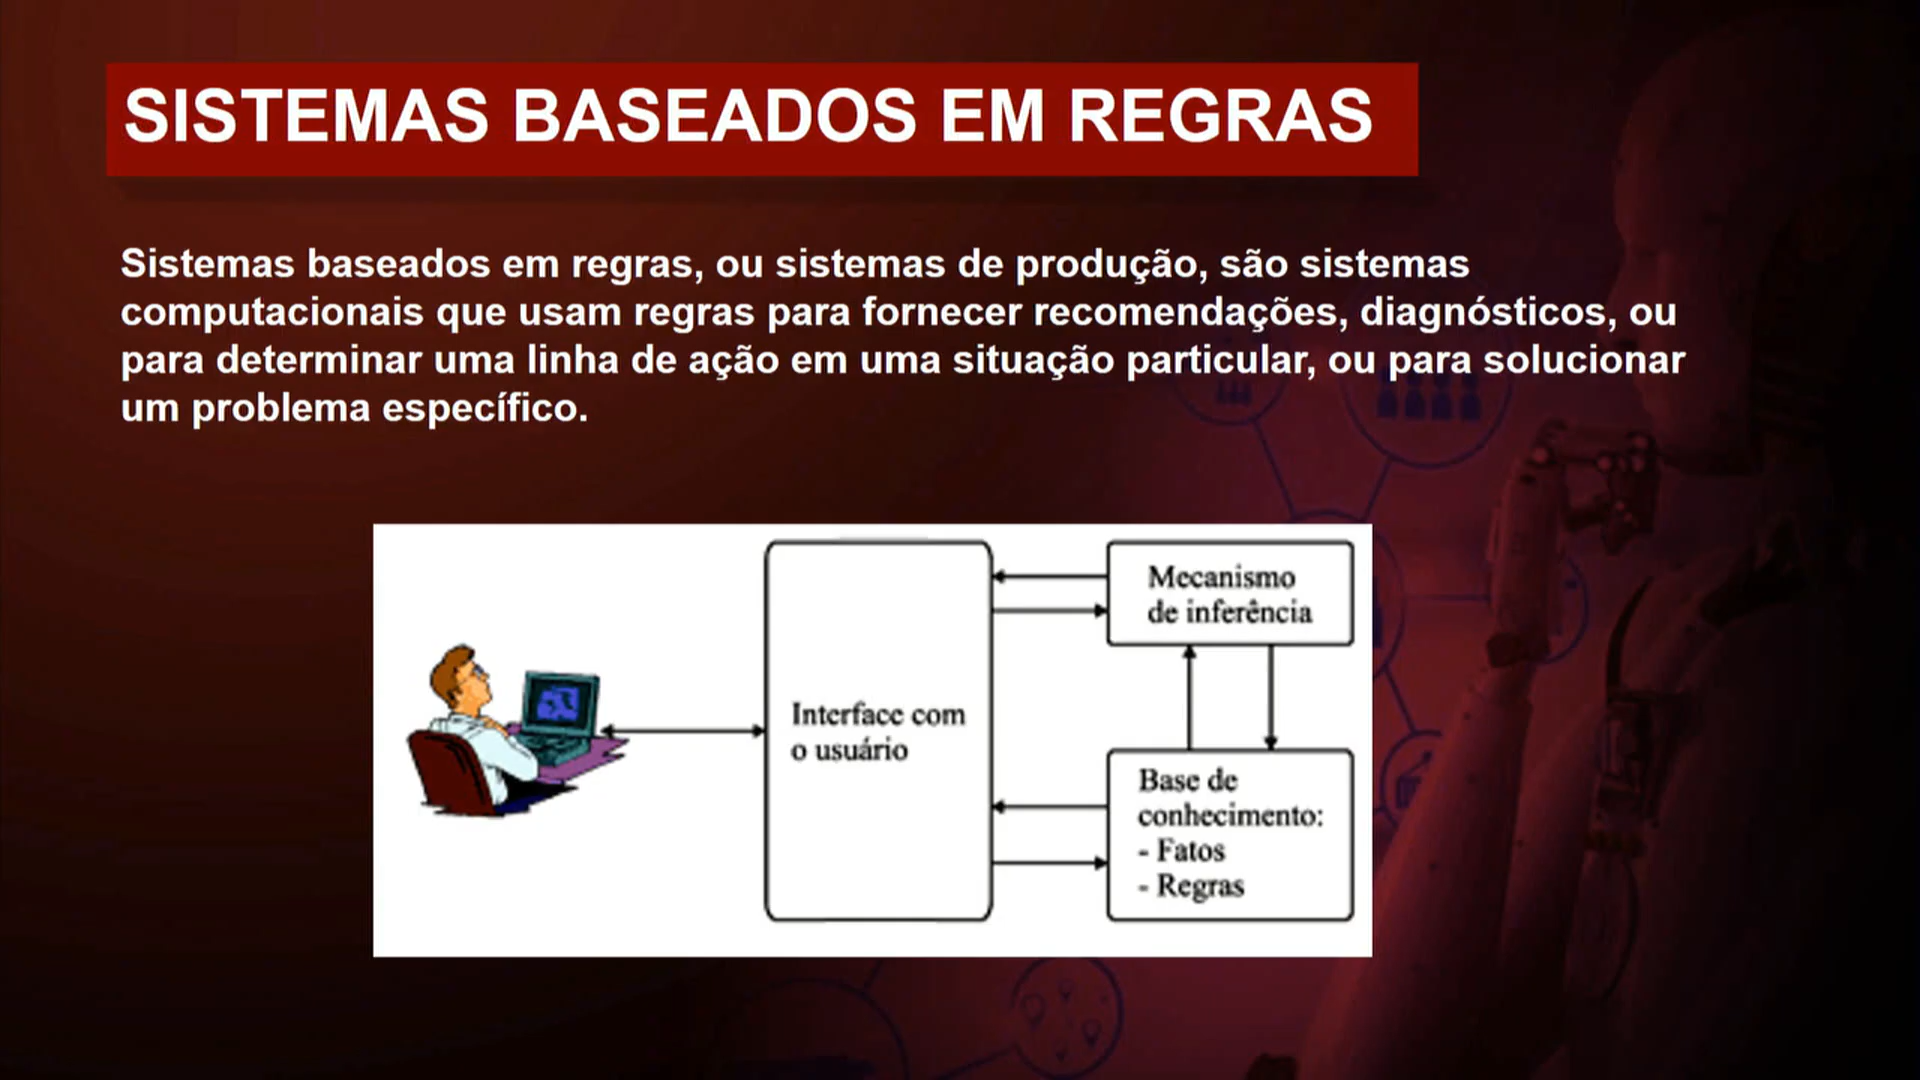 SISTEMAS BASEADOS EM REGRAS
Sistemas baseados em regras, ou sistemas de produção, são sistemas
computacionais que usam regras para fornecer recomendações, diagnósticos, ou
para determinar uma linha de ação em uma situação particular, ou para solucionar
um problema específico.
Mecanismo
de inferência
Interface com
o usuário
Base de
conhecimento:
- Fatos
- Regras